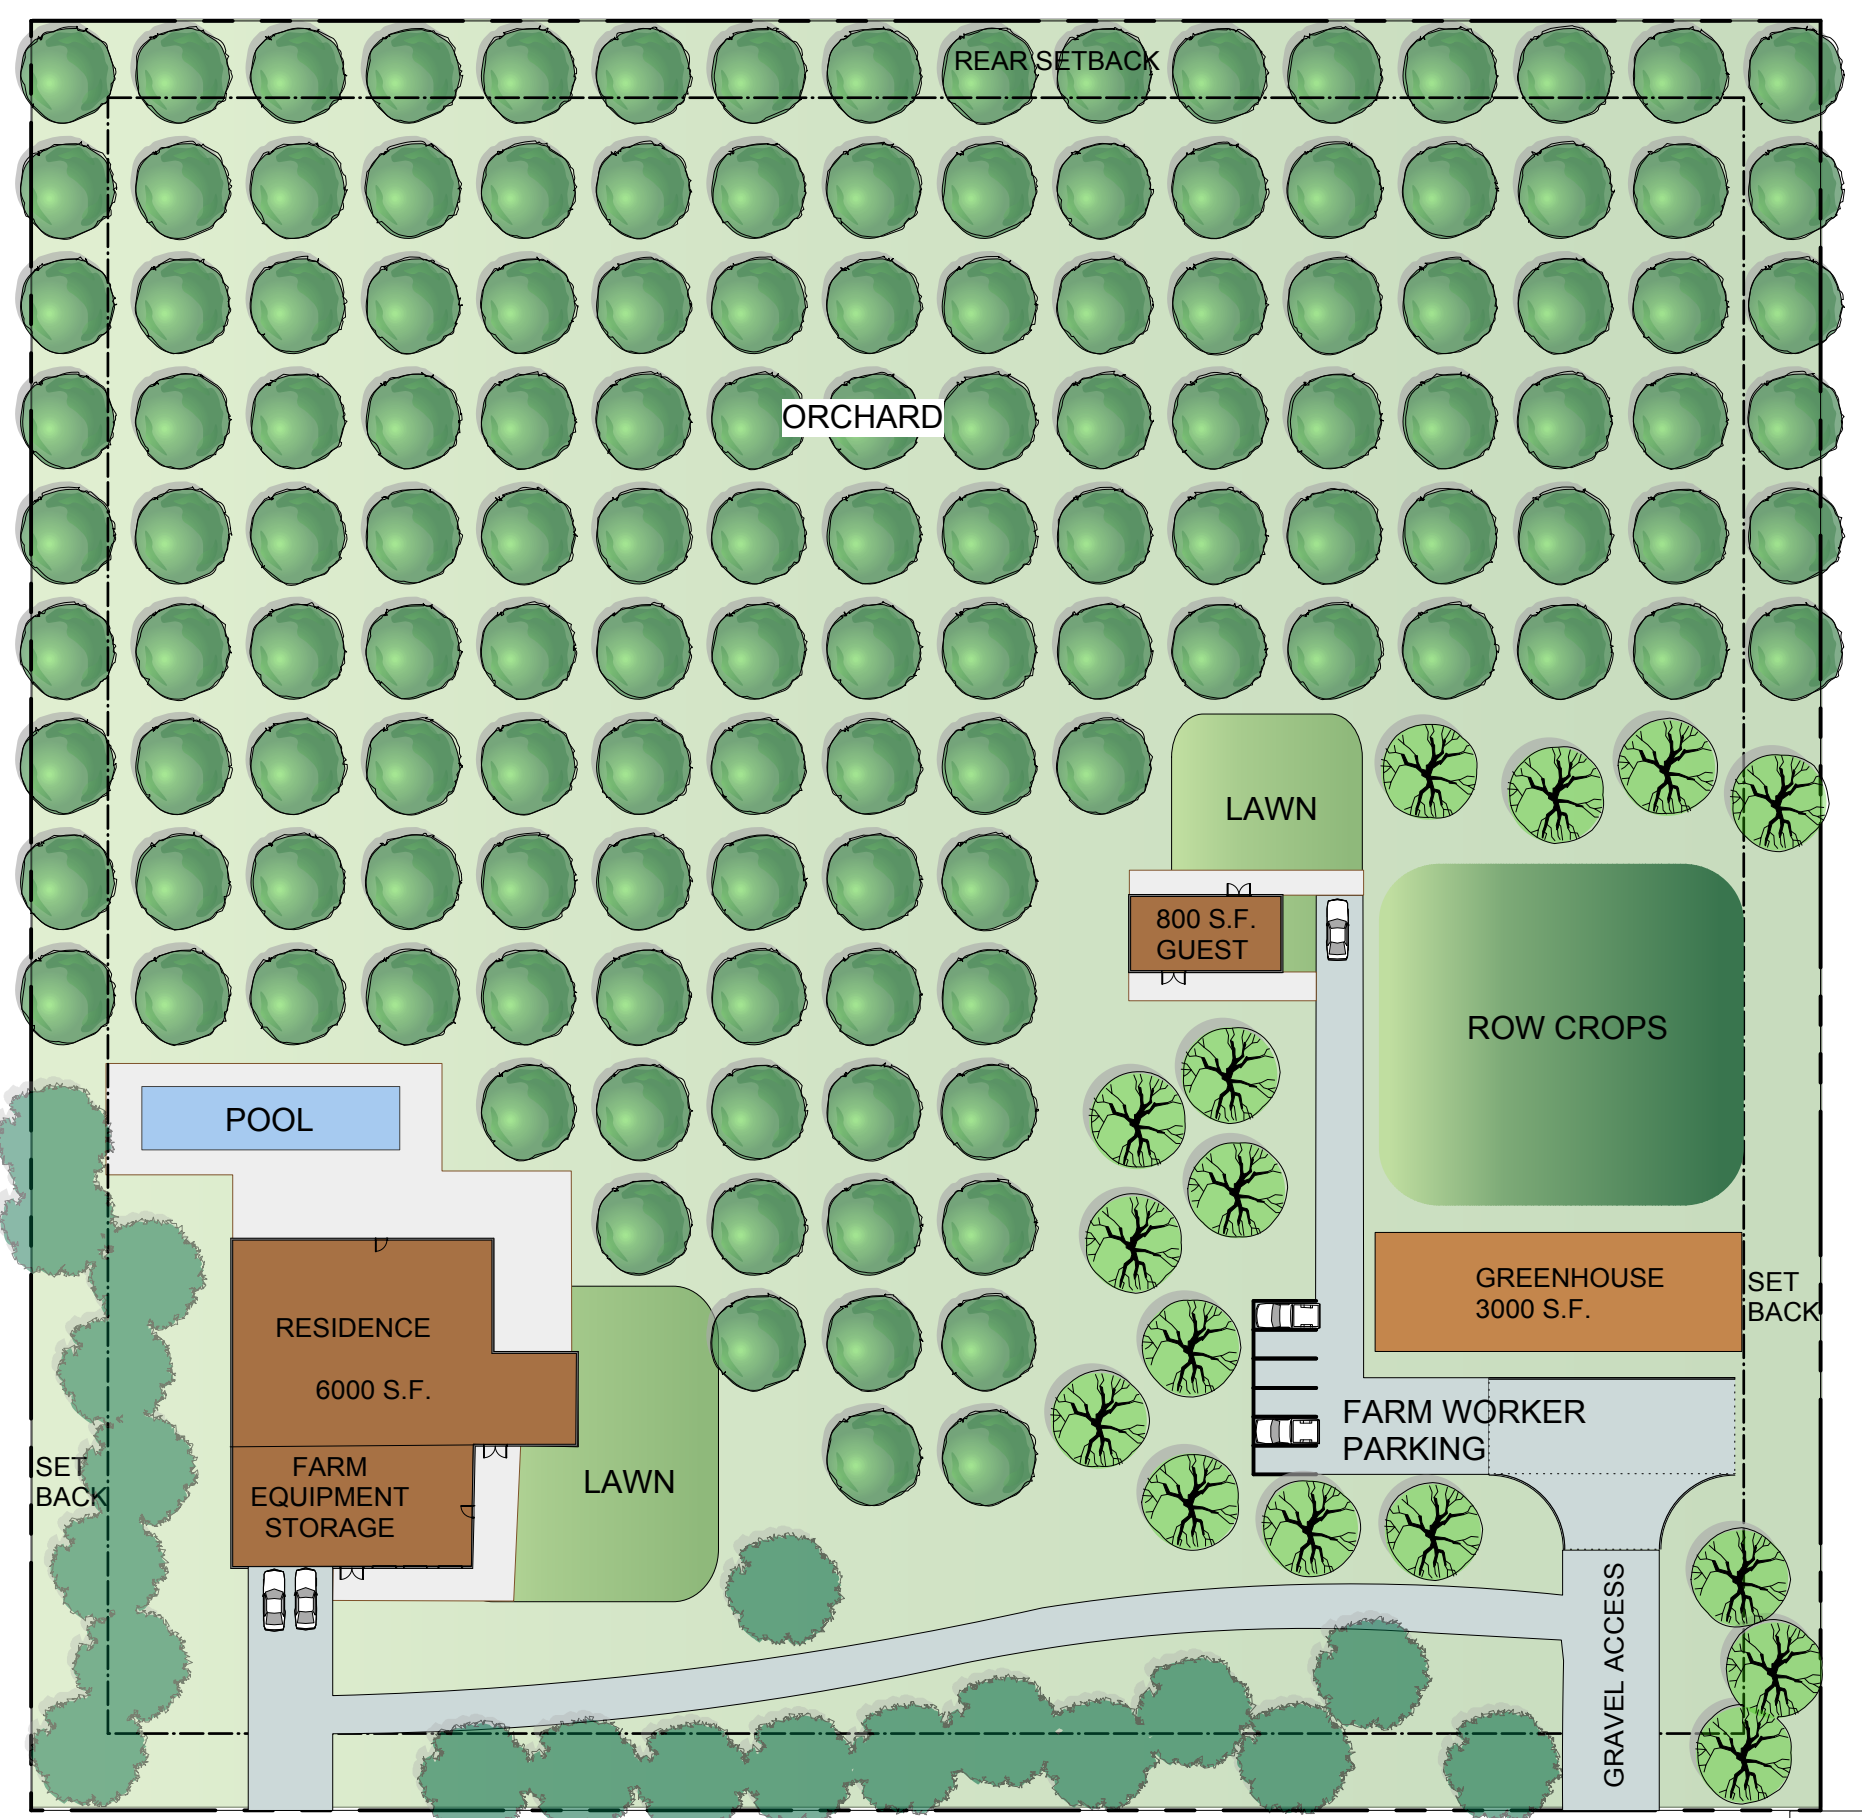 REAR SETBACK
ORCHARD
LAWN
800 S.F.
GUEST
ROW CROPS
POOL
GREENHOUSE
3000 S.F.
SET
BACK
RESIDENCE
6000 S.F.
FARM WORKER
PARKING
SET
BACK
FARM
EQUIPMENT
STORAGE
LAWN
GRAVEL ACCESS